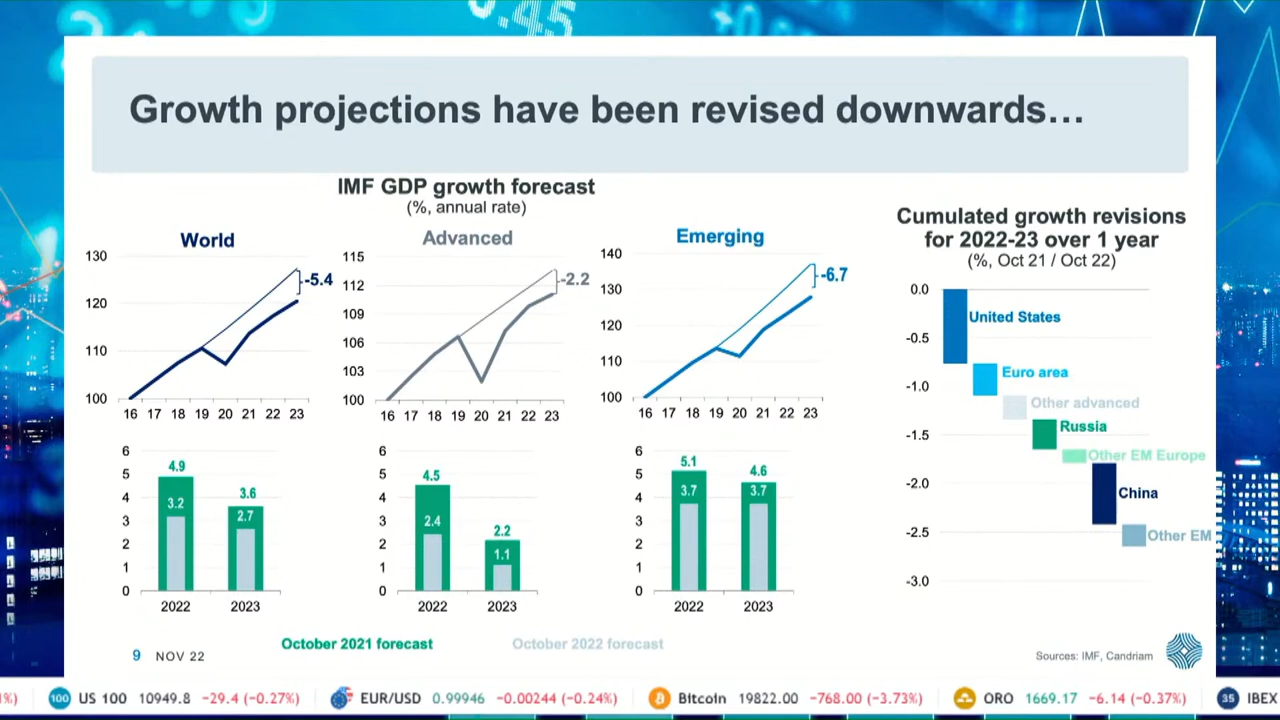 Growth projections have been revised downwards...
IMF GDP growth forecast
(%, annual rate)
World
130
120
110
100
-5.4
16 17 18 19 20 21 22 23
Advanced
115
112
109
106
103
100
-2.2
16 17 18 19 20 21 22 23
Emerging
140
130
120
110
100
-6.7
16 17 18 19 20 21 22 23
6
5
4
3
2
1
0
4.9
3.2
3.6
2.7
2022 2023
6
5
4
3
2
1
0
4.5
2.4
2.2
1.1
2022 2023
6
5
4
3
2
1
0
5.1
3.7
4.6
3.7
2022 2023
October 2021 forecast October 2022 forecast
Cumulated growth revisions
for 2022-23 over 1 year
(%, Oct 21 / Oct 22)
0.0
-0.5
-1.0
-1.5
-2.0
-2.5
-3.0
United States
Euro area
Other advanced
Russia
Other EM Europe
China
Other EM
9 NOV 22
Sources: IMF, Candriam
%) 100 US 100 10949.8 −29.4 (−0.27%) EUR/USD 0.99946 −0.00244 (−0.24%) Bitcoin 19822.00 −768.00 (−3.73%) ORO 1669.17 −6.14 (−0.37%) 35 IBEX